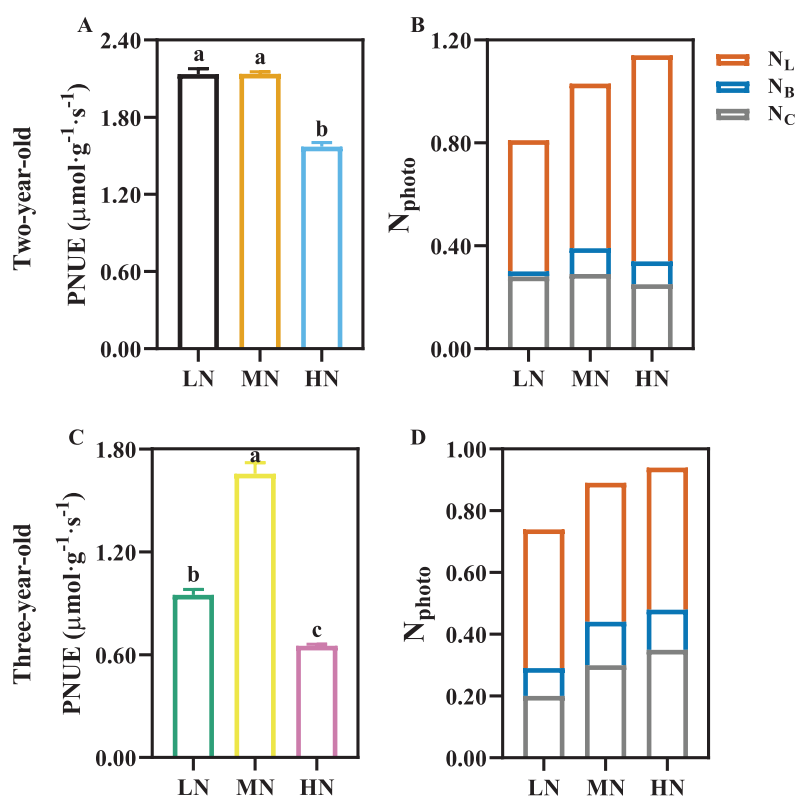 A
Two-year-old
PNUE (μmol·g⁻¹·s⁻¹)
2.40
1.80
1.20
0.60
0.00
a
a
b
LN MN HN
B
N_photo
1.20
0.80
0.40
0.00
LN MN HN
N_L
N_B
N_C
C
Three-year-old
PNUE (μmol·g⁻¹·s⁻¹)
1.80
1.20
0.60
0.00
b
a
c
LN MN HN
D
N_photo
1.00
0.80
0.60
0.40
0.20
0.00
LN MN HN